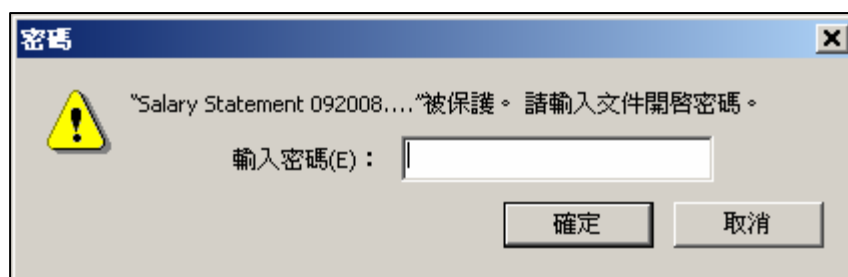 密碼
"Salary Statement 092008...."被保護。 請輸入文件開啓密碼。
輸入密碼(E)：
確定 取消